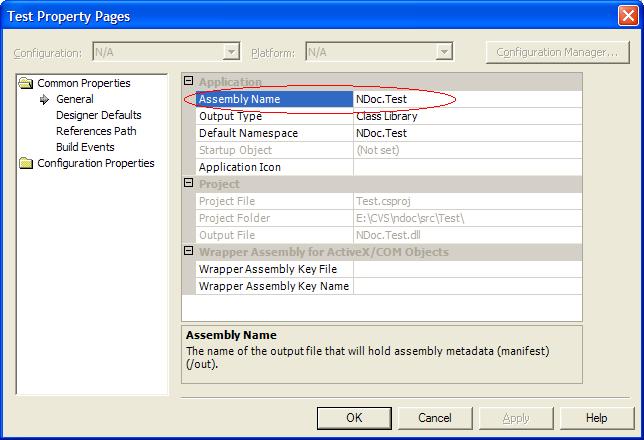 Test Property Pages
Configuration: N/A Platform: N/A Configuration Manager...
Common Properties
General
Designer Defaults
References Path
Build Events
Configuration Properties
Application
Assembly Name NDoc.Test
Output Type Class Library
Default Namespace NDoc.Test
Startup Object (Not set)
Application Icon
Project
Project File Test.csproj
Project Folder E:\CVS\ndoc\src\Test\
Output File NDoc.Test.dll
Wrapper Assembly for ActiveX/COM Objects
Wrapper Assembly Key File
Wrapper Assembly Key Name
Assembly Name
The name of the output file that will hold assembly metadata (manifest)
(/out).
OK Cancel Apply Help